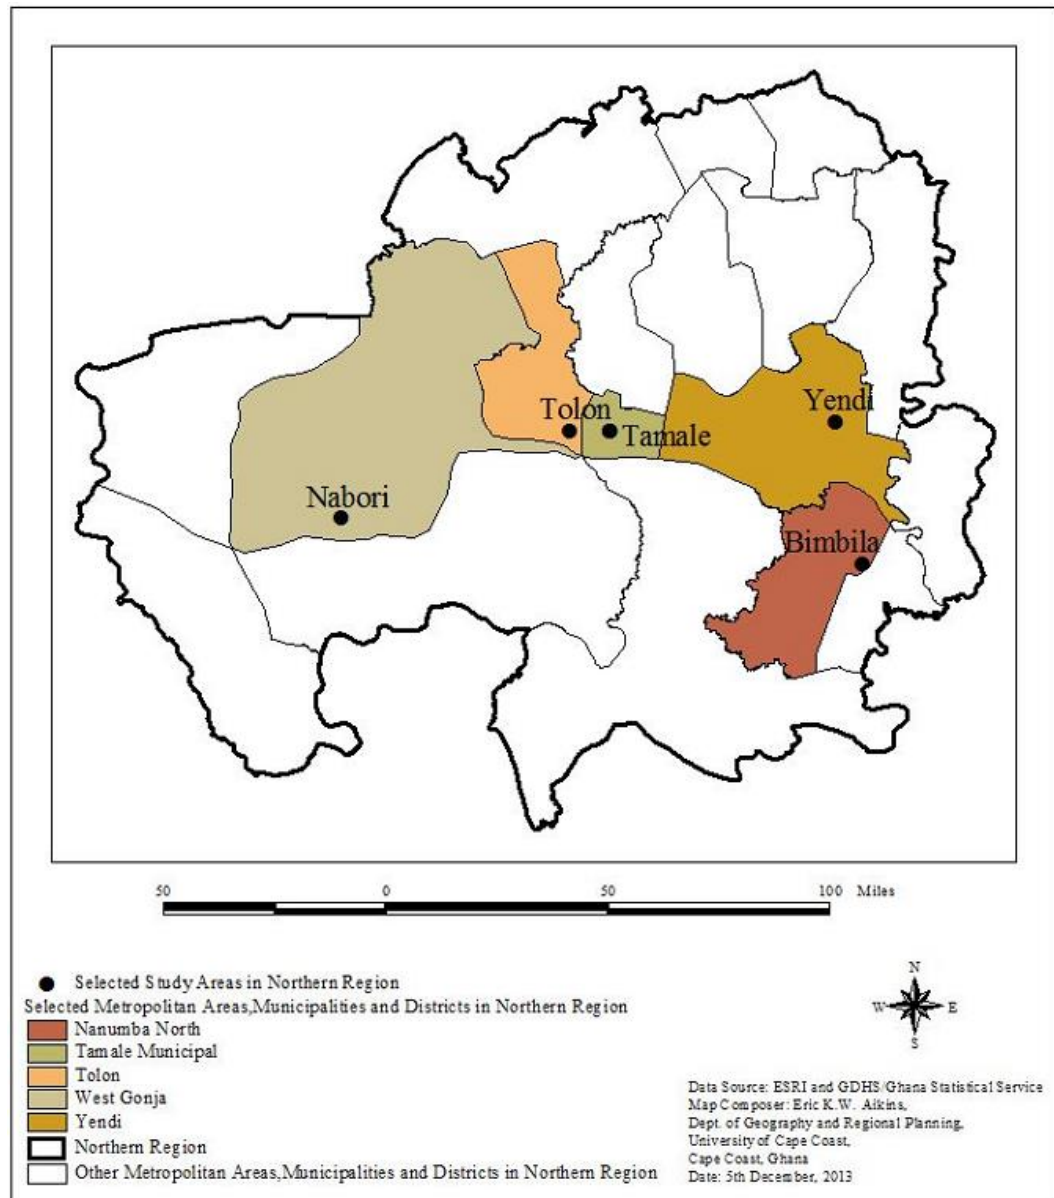 Yendi
Tolon
Tamale
Nabori
Bimbila
50 0 50 100 Miles
Selected Study Areas in Northern Region
Selected Metropolitan Areas,Municipalities and Districts in Northern Region
Nanumba North
Tamale Municipal
Tolon
West Gonja
Yendi
Northern Region
Other Metropolitan Areas,Municipalities and Districts in Northern Region
N
W E
S
Data Source: ESRI and GDHS/Ghana Statistical Service
Map Composer: Eric K.W. Aikins,
Dept. of Geography and Regional Planning,
University of Cape Coast,
Cape Coast, Ghana
Date: 5th December, 2013